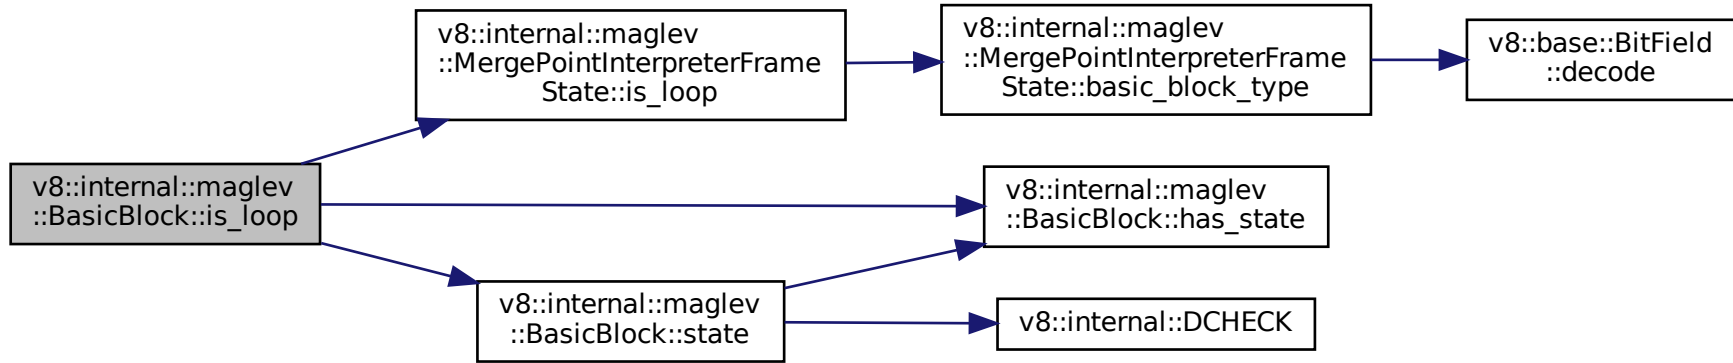 v8::internal::maglev
::MergePointInterpreterFrame
State::is_loop
v8::internal::maglev
::MergePointInterpreterFrame
State::basic_block_type
v8::base::BitField
::decode
v8::internal::maglev
::BasicBlock::is_loop
v8::internal::maglev
::BasicBlock::has_state
v8::internal::maglev
::BasicBlock::state
v8::internal::DCHECK